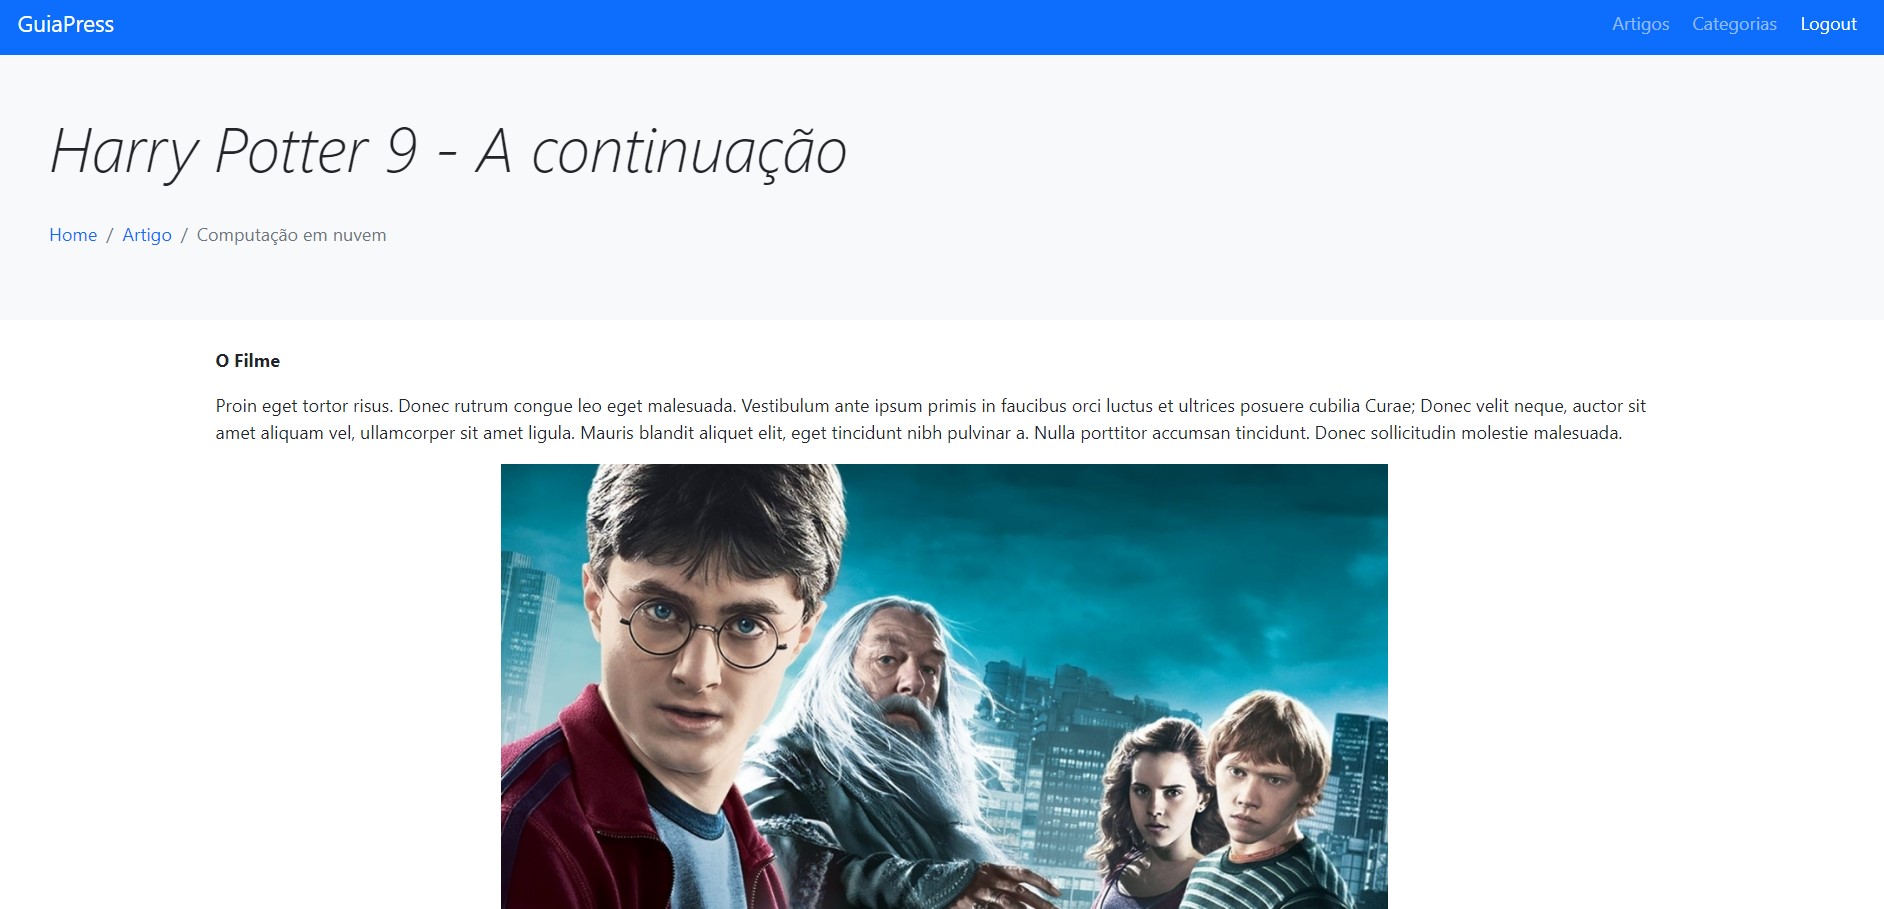 GuiaPress
Artigos Categorias Logout
Harry Potter 9 - A continuação
Home / Artigo / Computação em nuvem
O Filme
Proin eget tortor risus. Donec rutrum congue leo eget malesuada. Vestibulum ante ipsum primis in faucibus orci luctus et ultrices posuere cubilia Curae; Donec velit neque, auctor sit
amet aliquam vel, ullamcorper sit amet ligula. Mauris blandit aliquet elit, eget tincidunt nibh pulvinar a. Nulla porttitor accumsan tincidunt. Donec sollicitudin molestie malesuada.